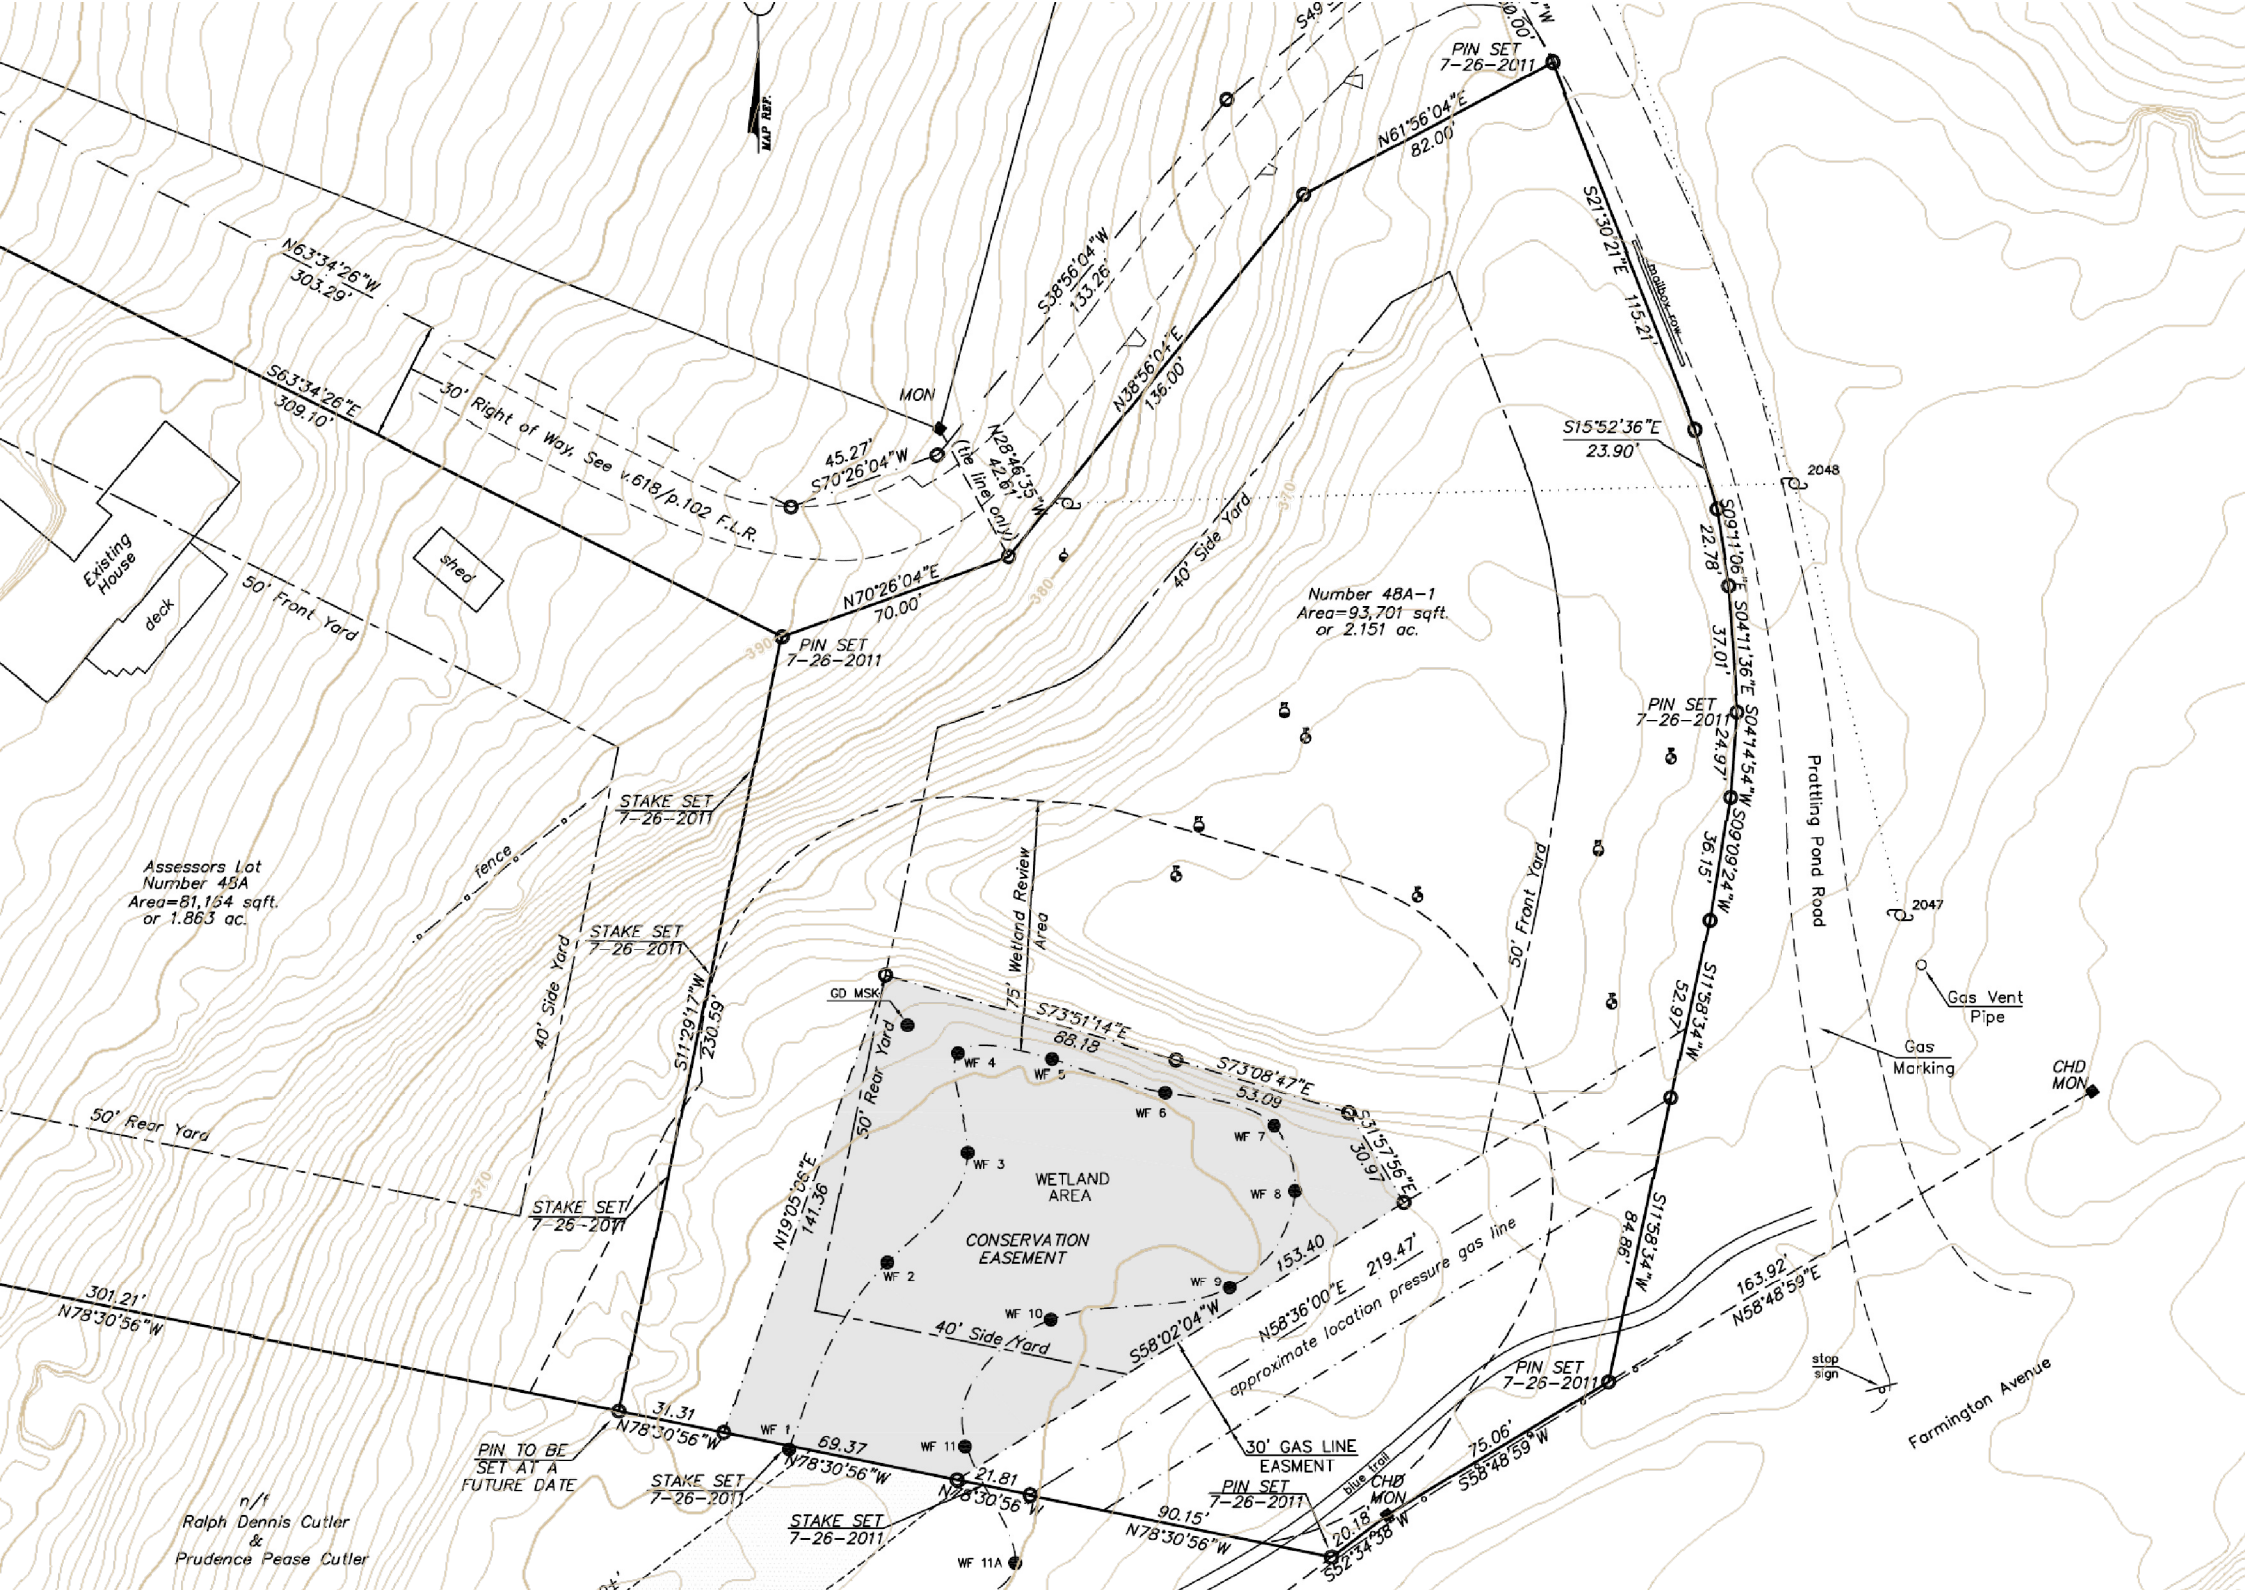 MAP REF.
S49
0.00'
"W
PIN SET
7-26-2011
N61°56'04"E
82.00'
S21°30'21"E
115.21'
mailbox row
N63°34'26"W
303.29'
S38°56'04"W
133.26'
N38°56'04"E
136.00'
S63°34'26"E
309.10'
30' Right of Way, See v.618/p.102 F.L.R.
MON
45.27'
S70°26'04"W
N28°46'35"W
42.61'
(tie line only)
S15°52'36"E
23.90'
2048
370
40' Side Yard
S09°11'06"E
22.78'
Existing
House
deck
shed
50' Front Yard
N70°26'04"E
70.00'
380
390
PIN SET
7-26-2011
Number 48A-1
Area=93,701 sqft.
or 2.151 ac.
S04°11'36"E
37.01'
PIN SET
7-26-2011
S04°14'54"W
24.97'
Prattling Pond Road
STAKE SET
7-26-2011
fence
S09°09'24"W
36.15'
Assessors Lot
Number 48A
Area=81,164 sqft.
or 1.863 ac.
75' Wetland Review
Area
50' Front Yard
2047
STAKE SET
7-26-2011
40' Side Yard
S11°29'17"W
230.59'
GD MSK
50' Rear Yard
S73°51'14"E
88.18
S11°58'34"W
52.97'
Gas Vent
Pipe
Gas
Marking
CHD
MON
WF 4
WF 5
WF 6
WF 7
S73°08'47"E
53.09
S31°57'56"E
30.97
50' Rear Yard
370
WF 3
WETLAND
AREA
WF 8
STAKE SET
7-26-2011
N19°05'06"E
141.36
CONSERVATION
EASEMENT
WF 2
WF 9
WF 10
153.40
S58°02'04"W
219.47'
N58°36'00"E
approximate location pressure gas line
S11°58'34"W
84.86'
163.92'
N58°48'59"E
301.21'
N78°30'56"W
40' Side Yard
PIN SET
7-26-2011
stop
sign
Farmington Avenue
31.31
N78°30'56"W
WF 1
69.37
N78°30'56"W
WF 11
21.81
N78°30'56"W
30' GAS LINE
EASMENT
75.06'
S58°48'59"W
blue trail
CHD
MON
PIN TO BE
SET AT A
FUTURE DATE
STAKE SET
7-26-2011
PIN SET
7-26-2011
90.15'
N78°30'56"W
20.18'
S52°34'38"W
n/f
Ralph Dennis Cutler
&
Prudence Pease Cutler
STAKE SET
7-26-2011
WF 11A